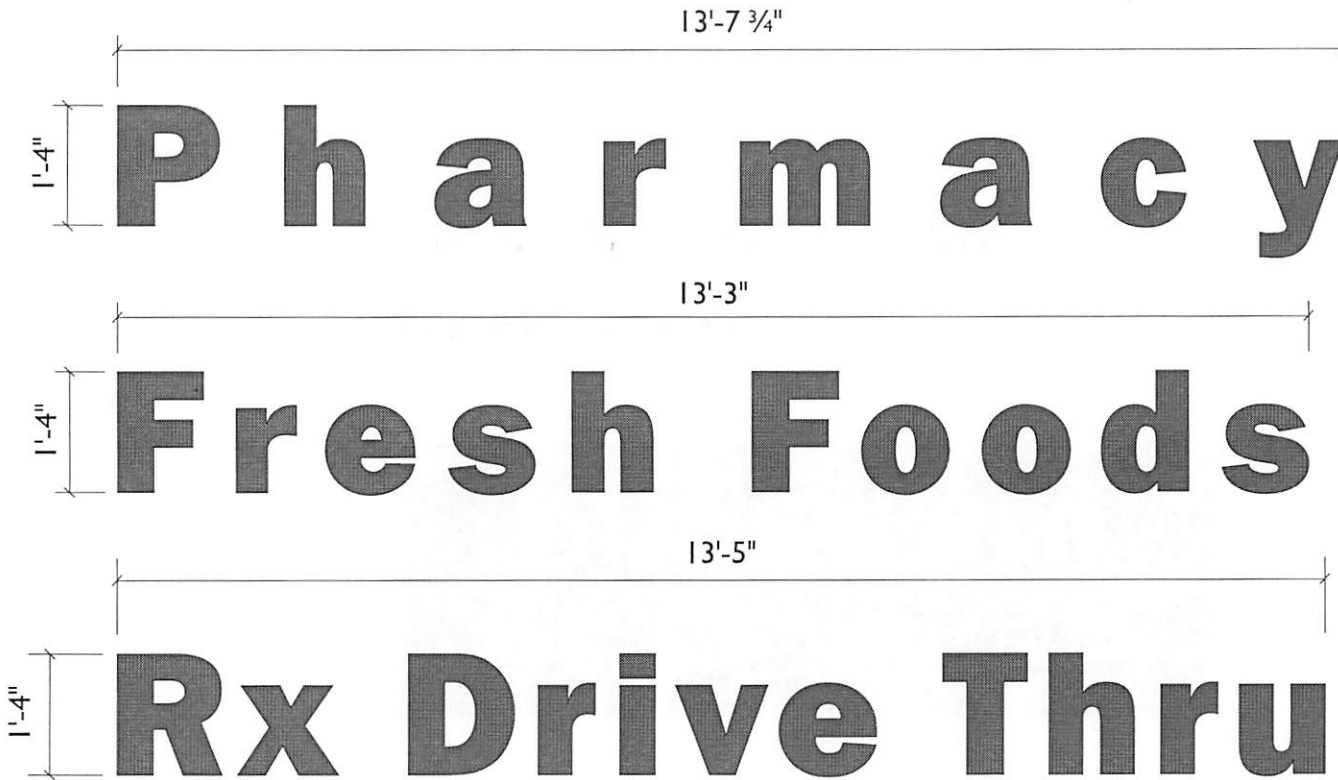 13'-7 ¾"
1'-4"
Pharmacy
13'-3"
1'-4"
Fresh Foods
13'-5"
1'-4"
Rx Drive Thru